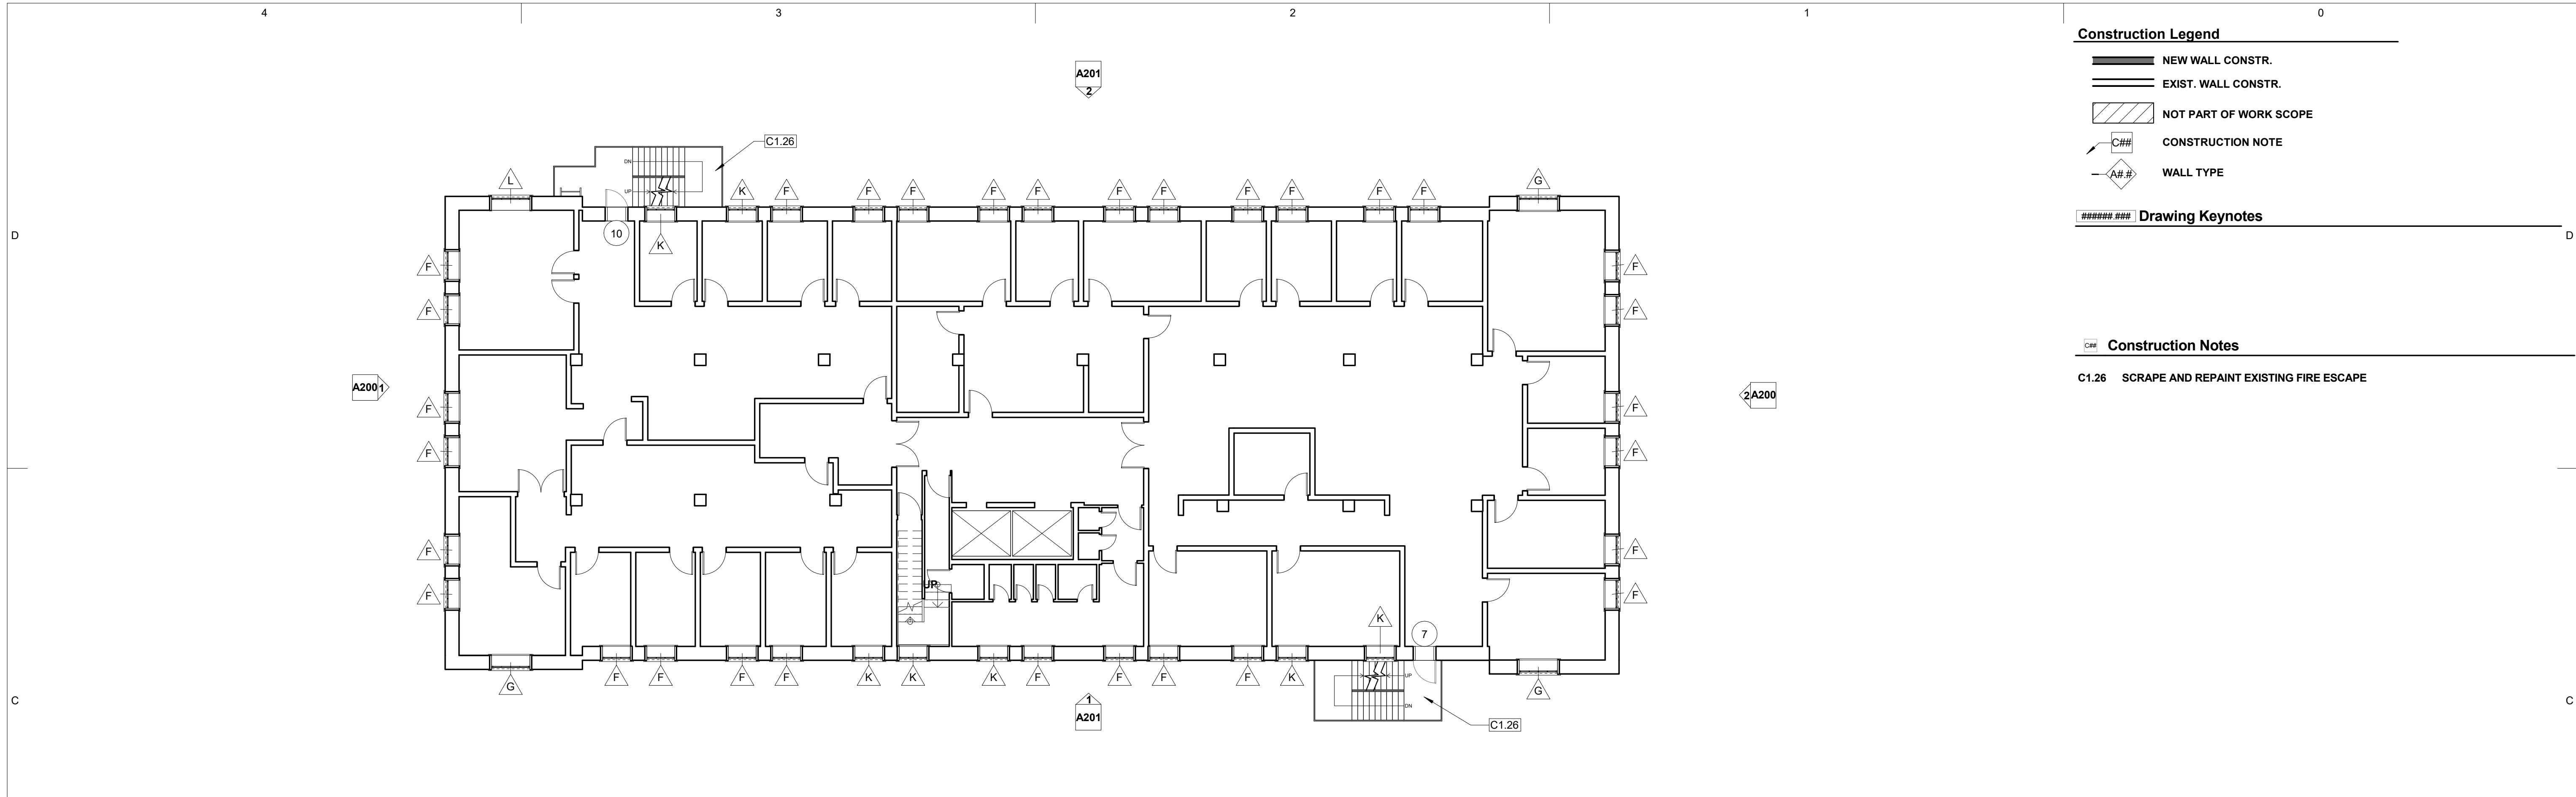 4 3 2 1 0
Construction Legend
NEW WALL CONSTR.
EXIST. WALL CONSTR.
NOT PART OF WORK SCOPE
C## CONSTRUCTION NOTE
A#.# WALL TYPE
######.### Drawing Keynotes
C## Construction Notes
C1.26 SCRAPE AND REPAINT EXISTING FIRE ESCAPE
A201
2
C1.26
DN
UP
L K F F F F F F F F F F F G
10
K
D D
F F
F F
A200 1
2 A200
F F
F F
F F
UP
F F
K
7
F F F F K K K F F F F K
UP
G G
1
A201
DN
C1.26
C C